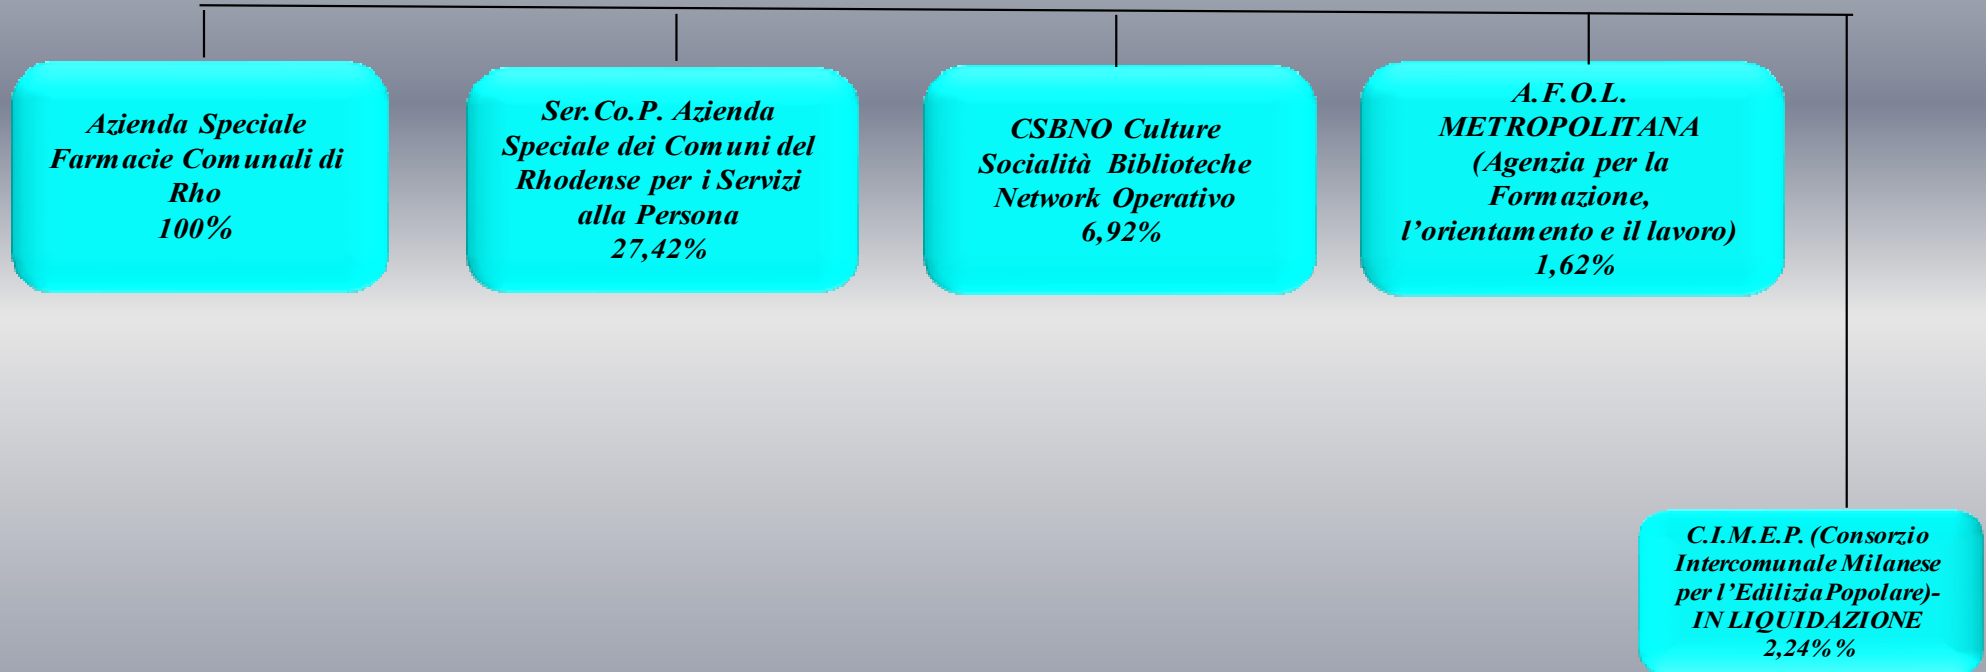 Azienda Speciale
Farmacie Comunali di
Rho
100%
Ser.Co.P. Azienda
Speciale dei Comuni del
Rhodense per i Servizi
alla Persona
27,42%
CSBNO Culture
Socialità Biblioteche
Network Operativo
6,92%
A.F.O.L.
METROPOLITANA
(Agenzia per la
Formazione,
l’orientamento e il lavoro)
1,62%
C.I.M.E.P. (Consorzio
Intercomunale Milanese
per l’Edilizia Popolare)-
IN LIQUIDAZIONE
2,24%%